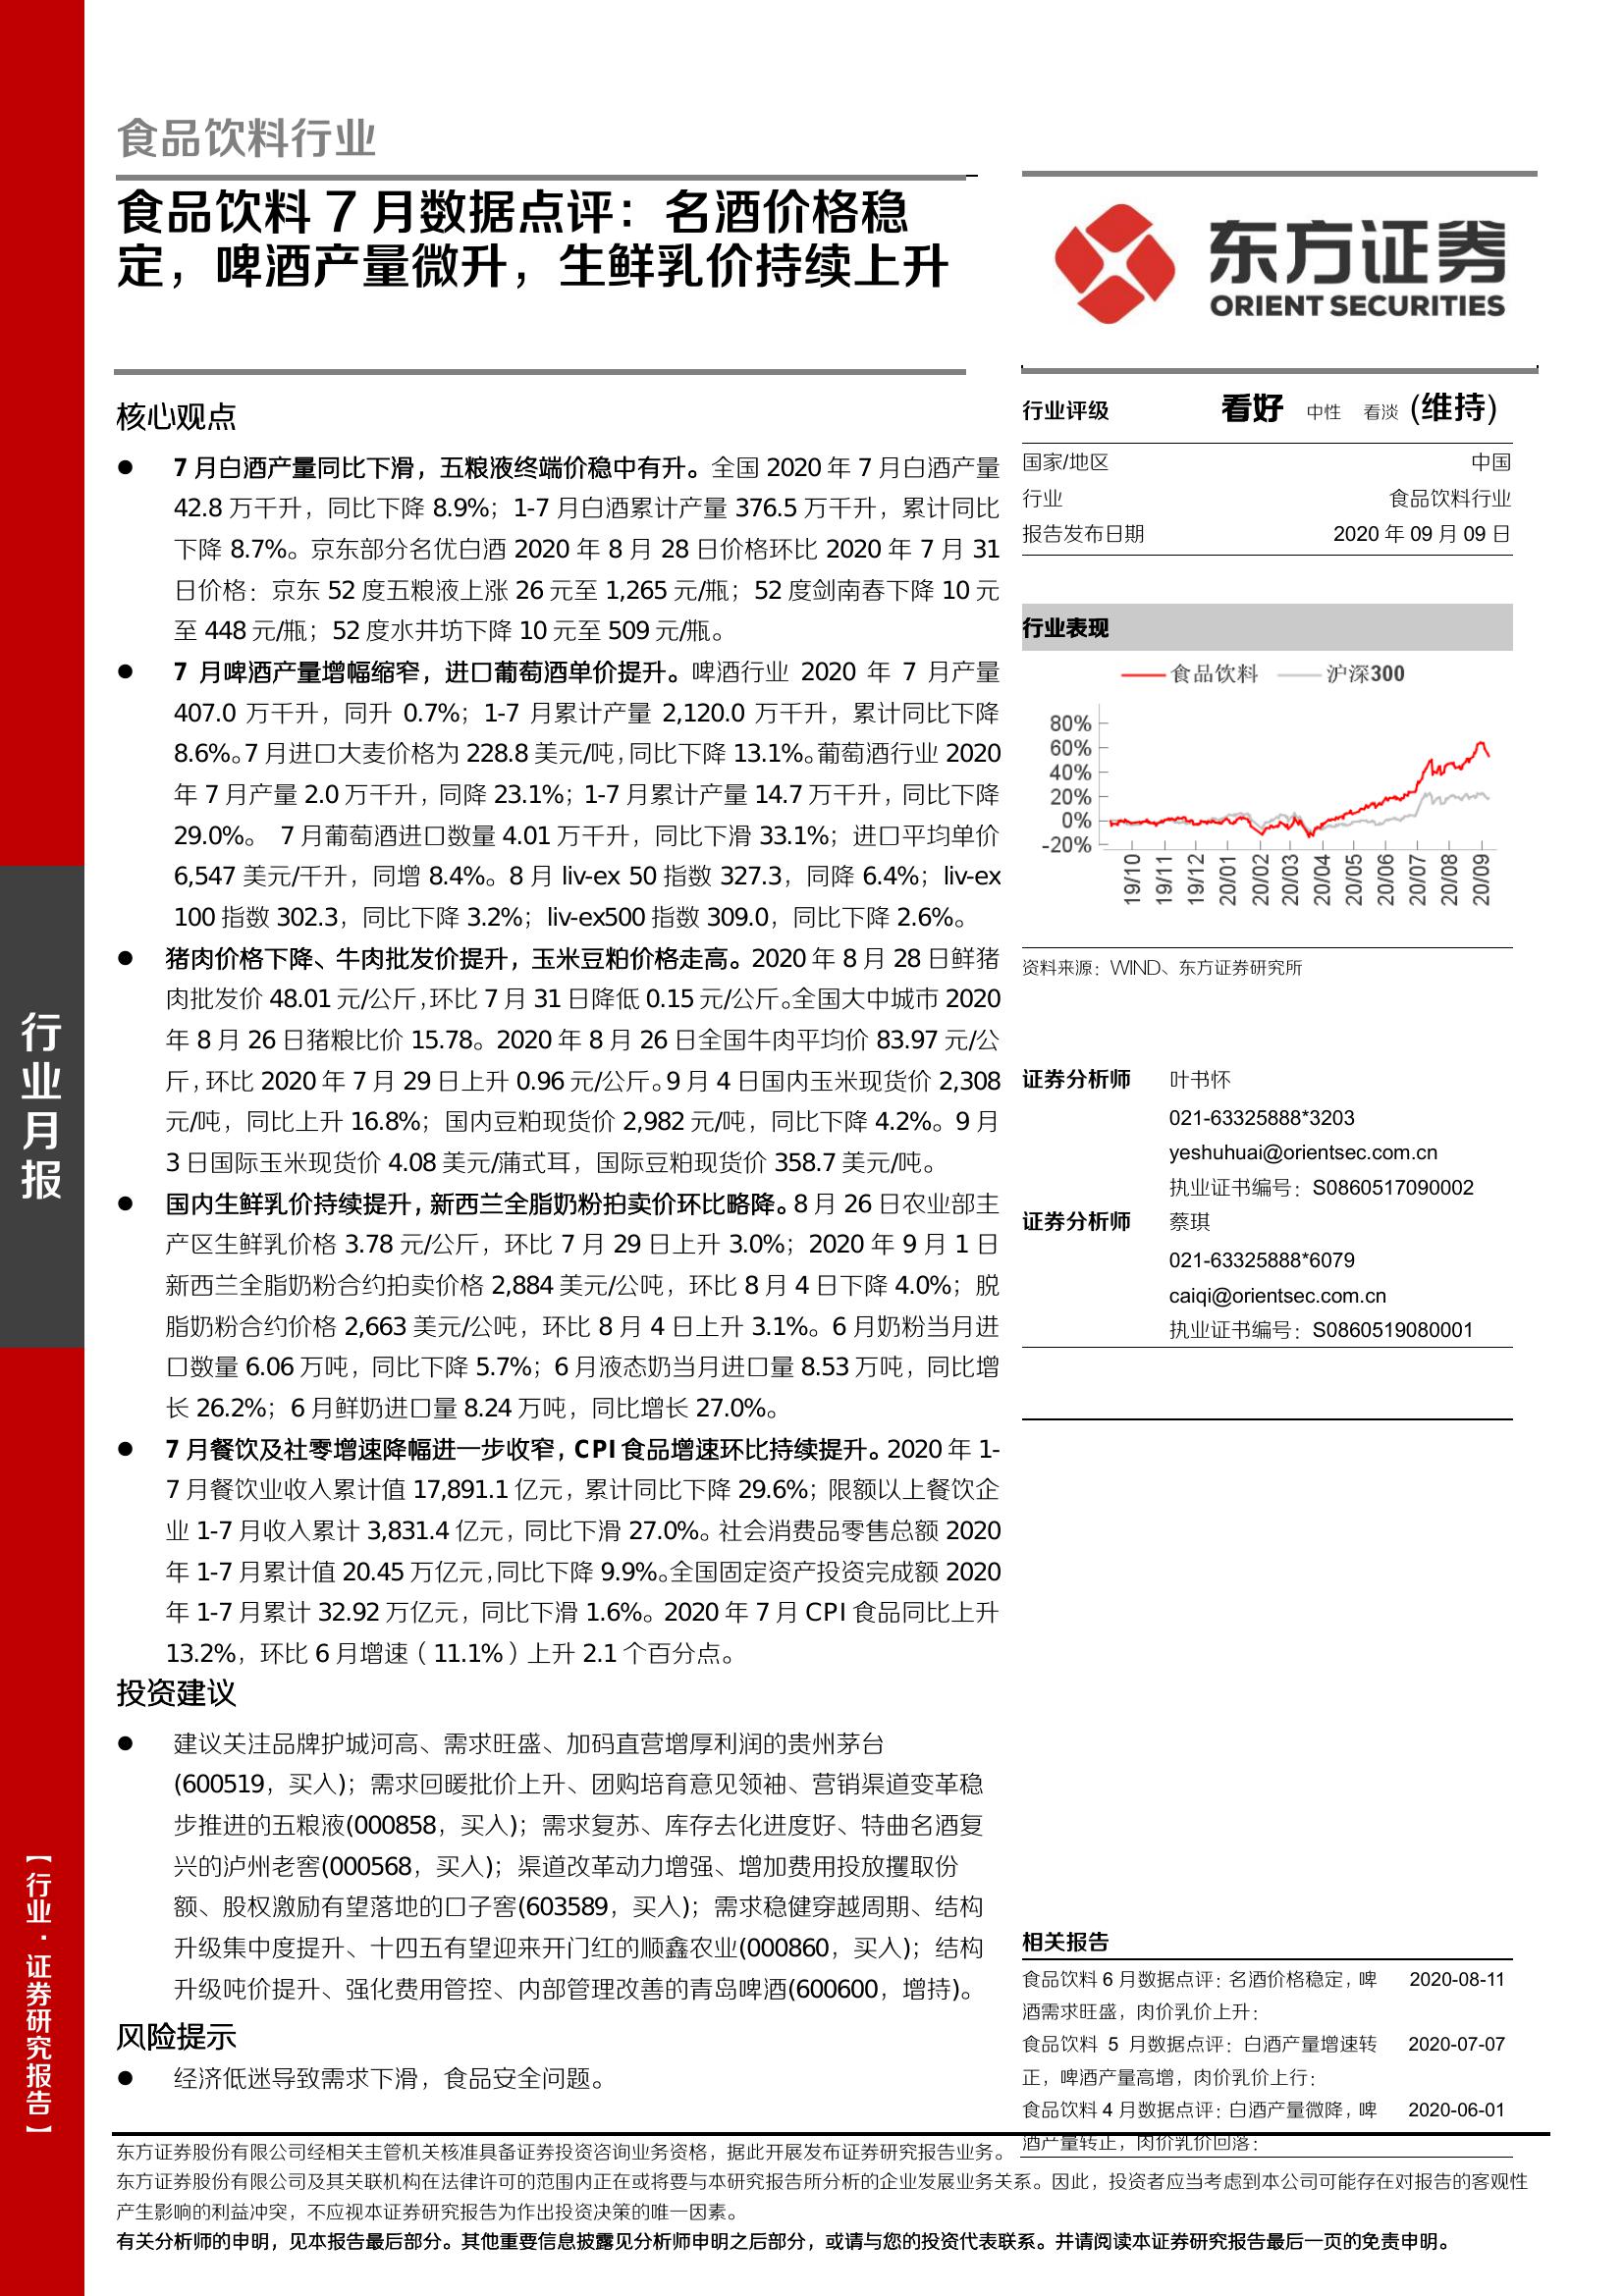 食品饮料行业
食品饮料 7 月数据点评：名酒价格稳
定，啤酒产量微升，生鲜乳价持续上升
东方证券
ORIENT SECURITIES
核心观点
● 7 月白酒产量同比下滑，五粮液终端价稳中有升。全国 2020 年 7 月白酒产量
42.8 万千升，同比下降 8.9%；1-7 月白酒累计产量 376.5 万千升，累计同比
下降 8.7%。京东部分名优白酒 2020 年 8 月 28 日价格环比 2020 年 7 月 31
日价格：京东 52 度五粮液上涨 26 元至 1,265 元/瓶；52 度剑南春下降 10 元
至 448 元/瓶；52 度水井坊下降 10 元至 509 元/瓶。
● 7 月啤酒产量增幅缩窄，进口葡萄酒单价提升。啤酒行业 2020 年 7 月产量
407.0 万千升，同升 0.7%；1-7 月累计产量 2,120.0 万千升，累计同比下降
8.6%。7 月进口大麦价格为 228.8 美元/吨，同比下降 13.1%。葡萄酒行业 2020
年 7 月产量 2.0 万千升，同降 23.1%；1-7 月累计产量 14.7 万千升，同比下降
29.0%。 7 月葡萄酒进口数量 4.01 万千升，同比下滑 33.1%；进口平均单价
6,547 美元/千升，同增 8.4%。8 月 liv-ex 50 指数 327.3，同降 6.4%；liv-ex
100 指数 302.3，同比下降 3.2%；liv-ex500 指数 309.0，同比下降 2.6%。
● 猪肉价格下降、牛肉批发价提升，玉米豆粕价格走高。2020 年 8 月 28 日鲜猪
肉批发价 48.01 元/公斤，环比 7 月 31 日降低 0.15 元/公斤。全国大中城市 2020
年 8 月 26 日猪粮比价 15.78。2020 年 8 月 26 日全国牛肉平均价 83.97 元/公
斤，环比 2020 年 7 月 29 日上升 0.96 元/公斤。9 月 4 日国内玉米现货价 2,308
元/吨，同比上升 16.8%；国内豆粕现货价 2,982 元/吨，同比下降 4.2%。9 月
3 日国际玉米现货价 4.08 美元/蒲式耳，国际豆粕现货价 358.7 美元/吨。
● 国内生鲜乳价持续提升，新西兰全脂奶粉拍卖价环比略降。8 月 26 日农业部主
产区生鲜乳价格 3.78 元/公斤，环比 7 月 29 日上升 3.0%；2020 年 9 月 1 日
新西兰全脂奶粉合约拍卖价格 2,884 美元/公吨，环比 8 月 4 日下降 4.0%；脱
脂奶粉合约价格 2,663 美元/公吨，环比 8 月 4 日上升 3.1%。6 月奶粉当月进
口数量 6.06 万吨，同比下降 5.7%；6 月液态奶当月进口量 8.53 万吨，同比增
长 26.2%；6 月鲜奶进口量 8.24 万吨，同比增长 27.0%。
● 7 月餐饮及社零增速降幅进一步收窄，CPI 食品增速环比持续提升。2020 年 1-
7 月餐饮业收入累计值 17,891.1 亿元，累计同比下降 29.6%；限额以上餐饮企
业 1-7 月收入累计 3,831.4 亿元，同比下滑 27.0%。社会消费品零售总额 2020
年 1-7 月累计值 20.45 万亿元，同比下降 9.9%。全国固定资产投资完成额 2020
年 1-7 月累计 32.92 万亿元，同比下滑 1.6%。2020 年 7 月 CPI 食品同比上升
13.2%，环比 6 月增速（11.1%）上升 2.1 个百分点。
投资建议
● 建议关注品牌护城河高、需求旺盛、加码直营增厚利润的贵州茅台
(600519，买入)；需求回暖批价上升、团购培育意见领袖、营销渠道变革稳
步推进的五粮液(000858，买入)；需求复苏、库存去化进度好、特曲名酒复
兴的泸州老窖(000568，买入)；渠道改革动力增强、增加费用投放攫取份
额、股权激励有望落地的口子窖(603589，买入)；需求稳健穿越周期、结构
升级集中度提升、十四五有望迎来开门红的顺鑫农业(000860，买入)；结构
升级吨价提升、强化费用管控、内部管理改善的青岛啤酒(600600，增持)。
风险提示
● 经济低迷导致需求下滑，食品安全问题。
行业评级 看好 中性 看淡 (维持)
国家/地区 中国
行业 食品饮料行业
报告发布日期 2020 年 09 月 09 日
行业表现
食品饮料 沪深300
80%
60%
40%
20%
0%
-20%
19/10 19/11 19/12 20/01 20/02 20/03 20/04 20/05 20/06 20/07 20/08 20/09
资料来源：WIND、东方证券研究所
证券分析师 叶书怀
021-63325888*3203
yeshuhuai@orientsec.com.cn
执业证书编号：S0860517090002
证券分析师 蔡琪
021-63325888*6079
caiqi@orientsec.com.cn
执业证书编号：S0860519080001
相关报告
食品饮料 6 月数据点评：名酒价格稳定，啤 2020-08-11
酒需求旺盛，肉价乳价上升：
食品饮料 5 月数据点评：白酒产量增速转 2020-07-07
正，啤酒产量高增，肉价乳价上行：
食品饮料 4 月数据点评：白酒产量微降，啤 2020-06-01
酒产量转正，肉价乳价回落：
行业月报
【行业·证券研究报告】
东方证券股份有限公司经相关主管机关核准具备证券投资咨询业务资格，据此开展发布证券研究报告业务。
东方证券股份有限公司及其关联机构在法律许可的范围内正在或将要与本研究报告所分析的企业发展业务关系。因此，投资者应当考虑到本公司可能存在对报告的客观性
产生影响的利益冲突，不应视本证券研究报告为作出投资决策的唯一因素。
有关分析师的申明，见本报告最后部分。其他重要信息披露见分析师申明之后部分，或请与您的投资代表联系。并请阅读本证券研究报告最后一页的免责申明。